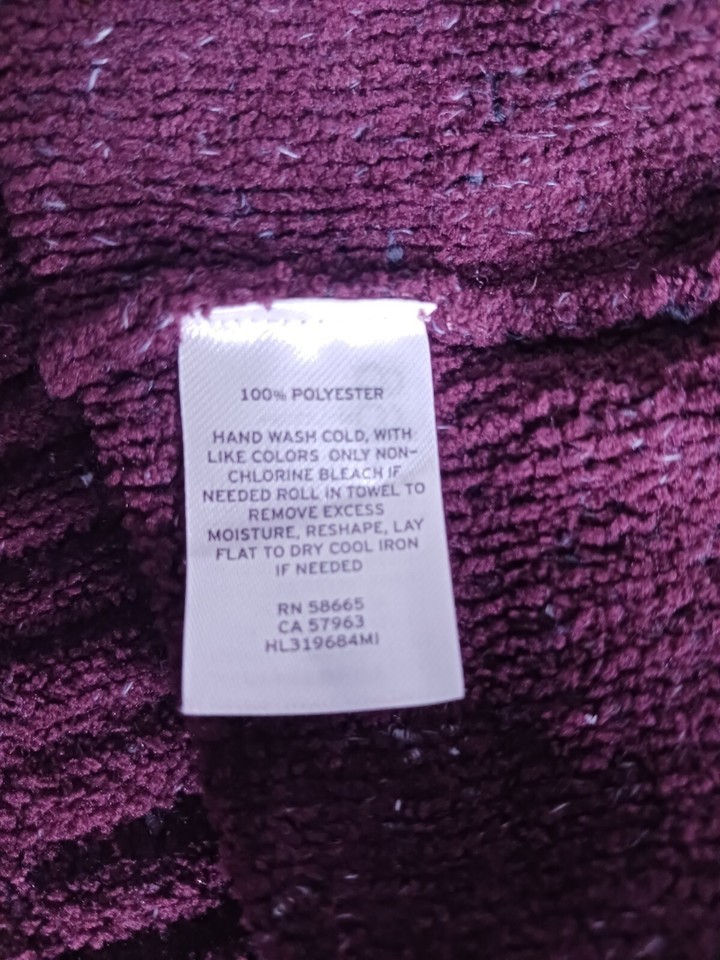 100% POLYESTER
HAND WASH COLD, WITH
LIKE COLORS ONLY NON-
CHLORINE BLEACH IF
NEEDED ROLL IN TOWEL TO
REMOVE EXCESS
MOISTURE, RESHAPE, LAY
FLAT TO DRY COOL IRON
IF NEEDED
RN 58665
CA 57963
HL319684MI